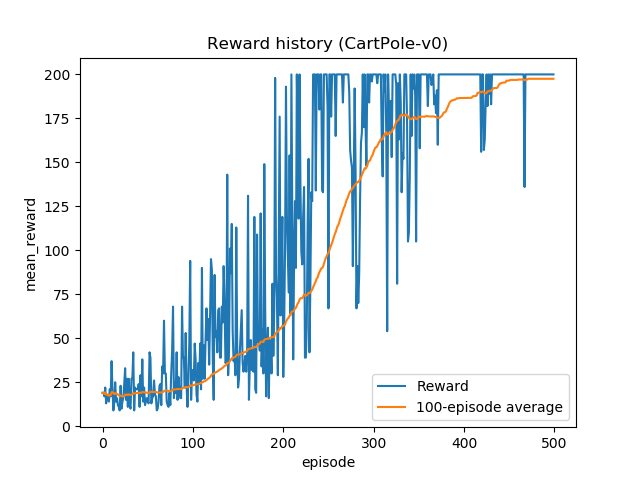 Reward history (CartPole-v0)
mean_reward
200
175
150
125
100
75
50
25
0
0 100 200 300 400 500
episode
Reward
100-episode average